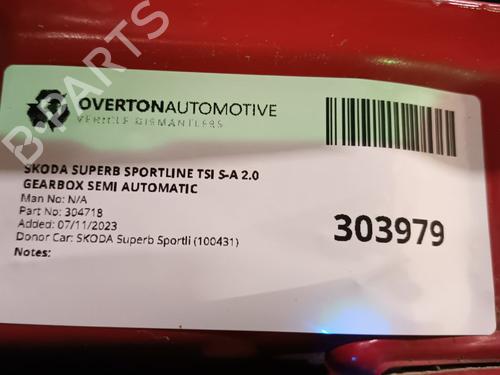 OVERTONAUTOMOTIVE
VEHICLE DISMANTLERS
SKODA SUPERB SPORTLINE TSI S-A 2.0
GEARBOX SEMI AUTOMATIC
Man No: N/A
Part No: 304718
Added: 07/11/2023
Donor Car: SKODA Superb Sportli (100431)
Notes:
303979
B-PARTS